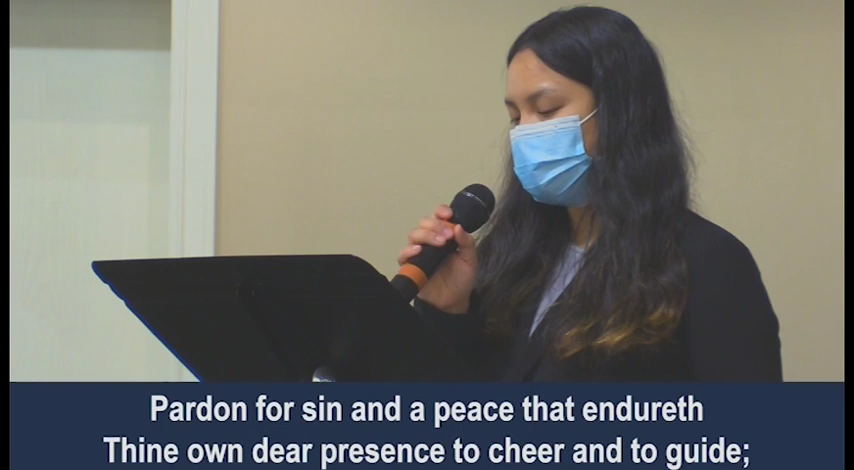 Pardon for sin and a peace that endureth
Thine own dear presence to cheer and to guide;